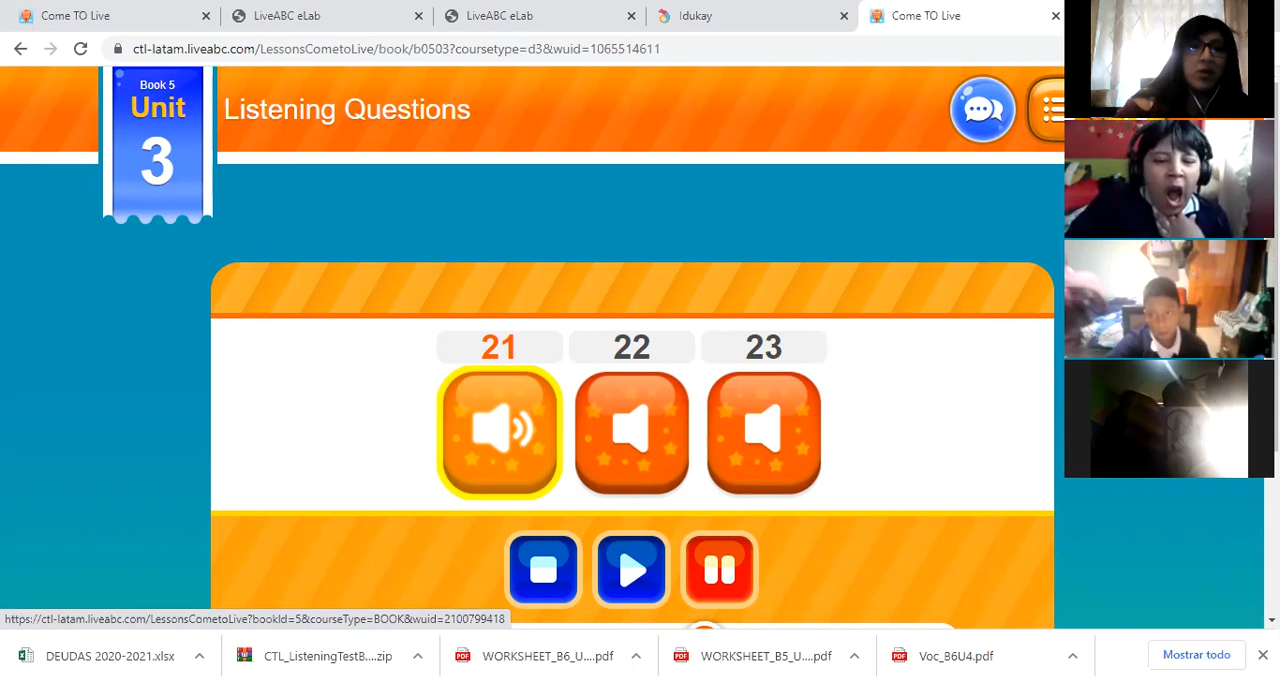 Come TO Live
LiveABC eLab
LiveABC eLab
Idukay
Come TO Live
ctl-latam.liveabc.com/LessonsCometoLive/book/b0503?coursetype=d3&wuid=1065514611
Book 5
Unit
3
Listening Questions
21 22 23
https://ctl-latam.liveabc.com/LessonsCometoLive?bookId=5&courseType=BOOK&wuid=2100799418
DEUDAS 2020-2021.xlsx
CTL_ListeningTestB....zip
WORKSHEET_B6_U....pdf
WORKSHEET_B5_U....pdf
Voc_B6U4.pdf
Mostrar todo